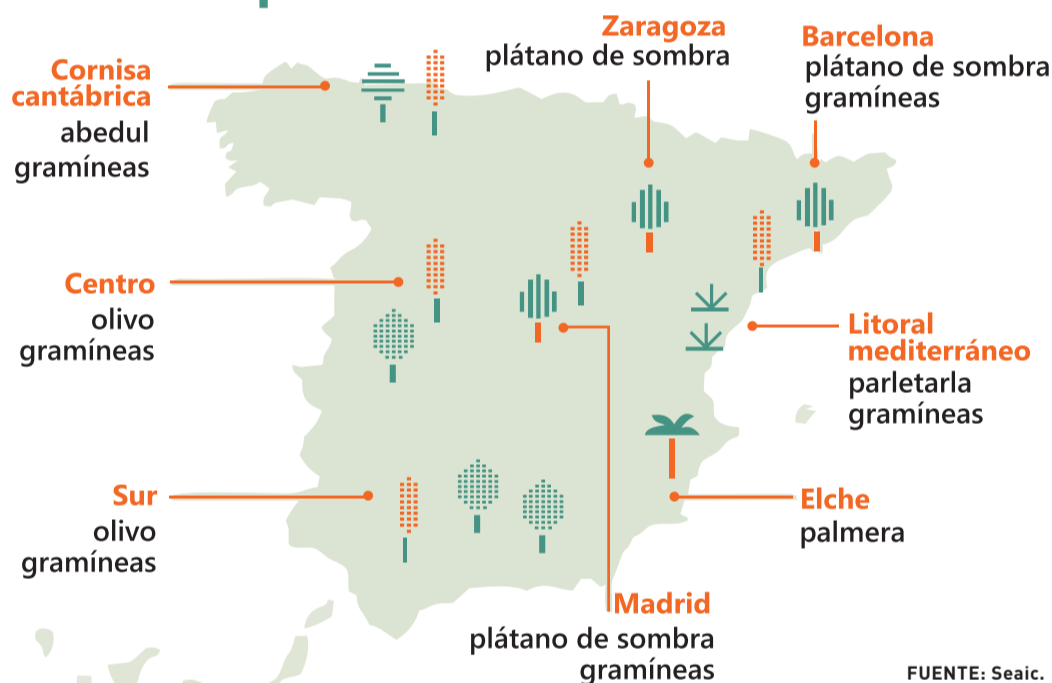 Zaragoza
plátano de sombra
Barcelona
plátano de sombra
gramíneas
Cornisa
cantábrica
abedul
gramíneas
Centro
olivo
gramíneas
Litoral
mediterráneo
parletarla
gramíneas
Sur
olivo
gramíneas
Elche
palmera
Madrid
plátano de sombra
gramíneas
FUENTE: Seaic.